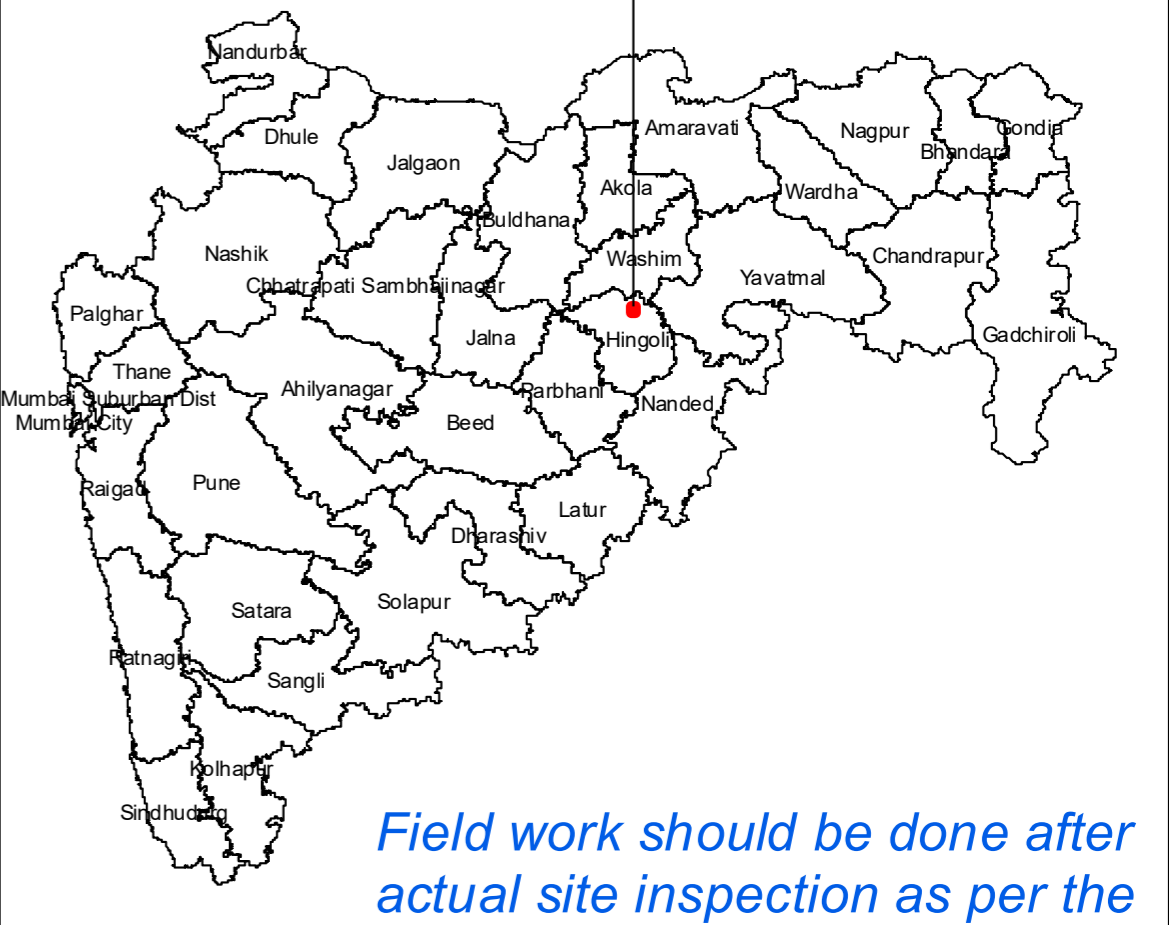 Nandurbar
Dhule
Jalgaon
Amaravati
Nagpur
Gondia
Bhandara
Akola
Wardha
Buldhana
Nashik
Washim
Chandrapur
Chhatrapati Sambhajinagar
Yavatmal
Palghar
Jalna
Hingoli
Gadchiroli
Thane
Ahilyanagar
Parbhani
Mumbai Suburban Dist
Nanded
Mumbai City
Beed
Raigad
Pune
Latur
Dharashiv
Satara
Solapur
Ratnagiri
Sangli
Kolhapur
Sindhudurg
Field work should be done after
actual site inspection as per the